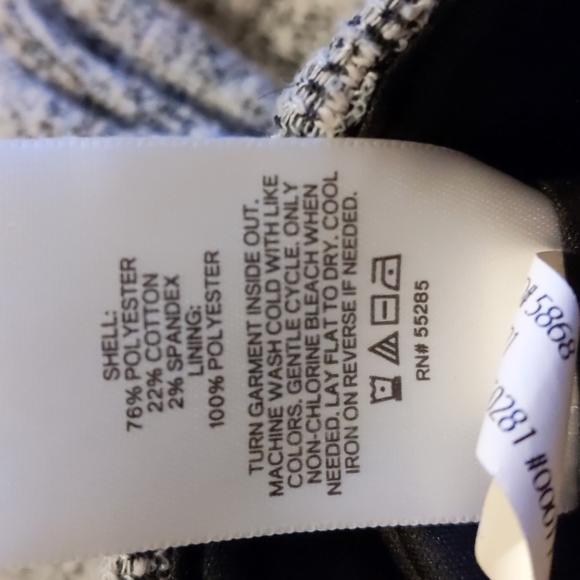 SHELL:
76% POLYESTER
22% COTTON
2% SPANDEX
LINING:
100% POLYESTER
TURN GARMENT INSIDE OUT.
MACHINE WASH COLD WITH LIKE
COLORS. GENTLE CYCLE. ONLY
NON-CHLORINE BLEACH WHEN
NEEDED. LAY FLAT TO DRY. COOL
IRON ON REVERSE IF NEEDED.
RN# 55285